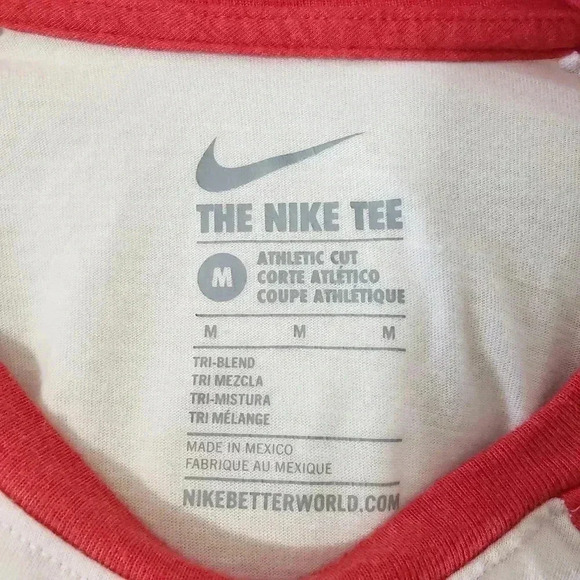 THE NIKE TEE
M
ATHLETIC CUT
CORTE ATLÉTICO
COUPE ATHLÉTIQUE
M M M
TRI-BLEND
TRI MEZCLA
TRI-MISTURA
TRI MÉLANGE
MADE IN MEXICO
FABRIQUE AU MEXIQUE
NIKEBETTERWORLD.COM